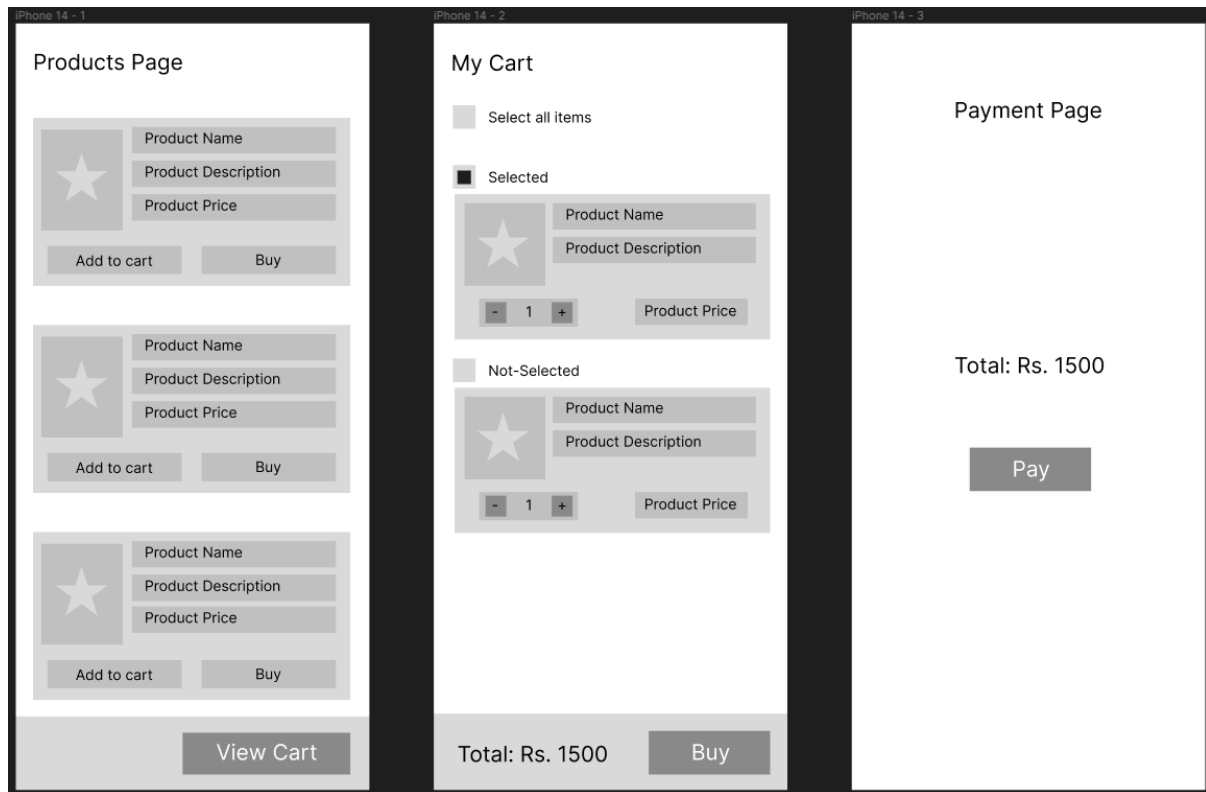 iPhone 14 - 1
Products Page
Product Name
Product Description
Product Price
Add to cart
Buy
Product Name
Product Description
Product Price
Add to cart
Buy
Product Name
Product Description
Product Price
Add to cart
Buy
View Cart
iPhone 14 - 2
My Cart
Select all items
Selected
Product Name
Product Description
- 1 +
Product Price
Not-Selected
Product Name
Product Description
- 1 +
Product Price
Total: Rs. 1500
Buy
iPhone 14 - 3
Payment Page
Total: Rs. 1500
Pay